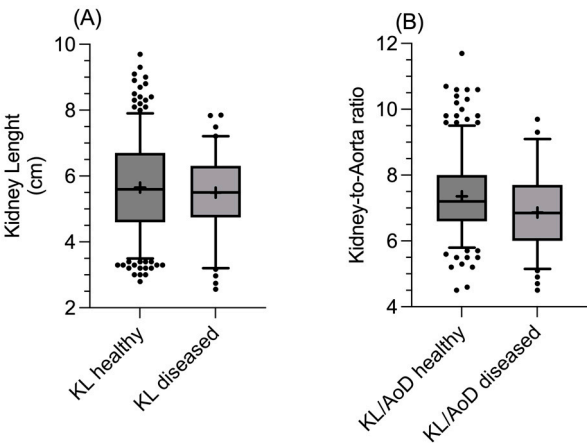 (A)
Kidney Lenght
(cm)
10
8
6
4
2
KL healthy
KL diseased
(B)
Kidney-to-Aorta ratio
12
10
8
6
4
KL/AoD healthy
KL/AoD diseased